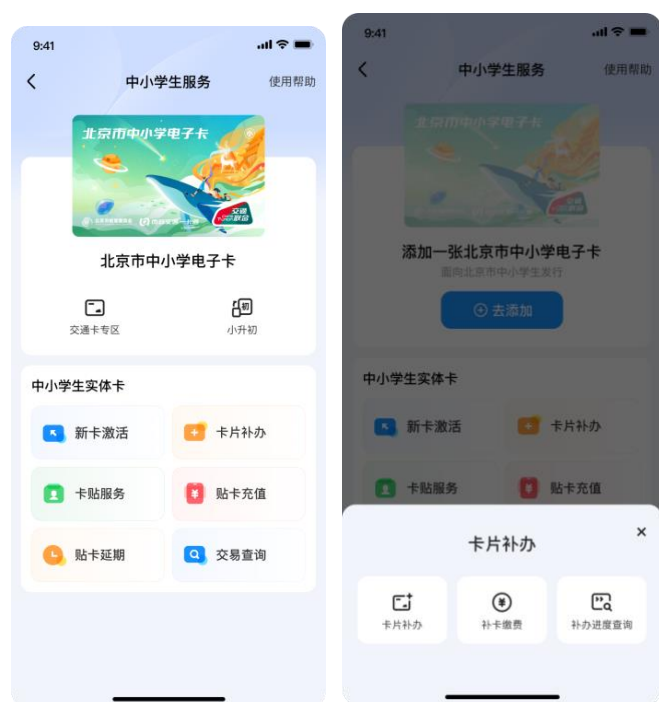 9:41
中小学生服务
使用帮助
北京市中小学电子卡
交通联合
北京市中小学电子卡
交通卡专区
小升初
中小学生实体卡
新卡激活
卡片补办
卡贴服务
贴卡充值
贴卡延期
交易查询
9:41
中小学生服务
使用帮助
北京市中小学电子卡
交通联合
添加一张北京市中小学电子卡
面向北京市中小学生发行
去添加
中小学生实体卡
新卡激活
卡片补办
卡贴服务
贴卡充值
卡片补办
卡片补办
补卡缴费
补办进度查询